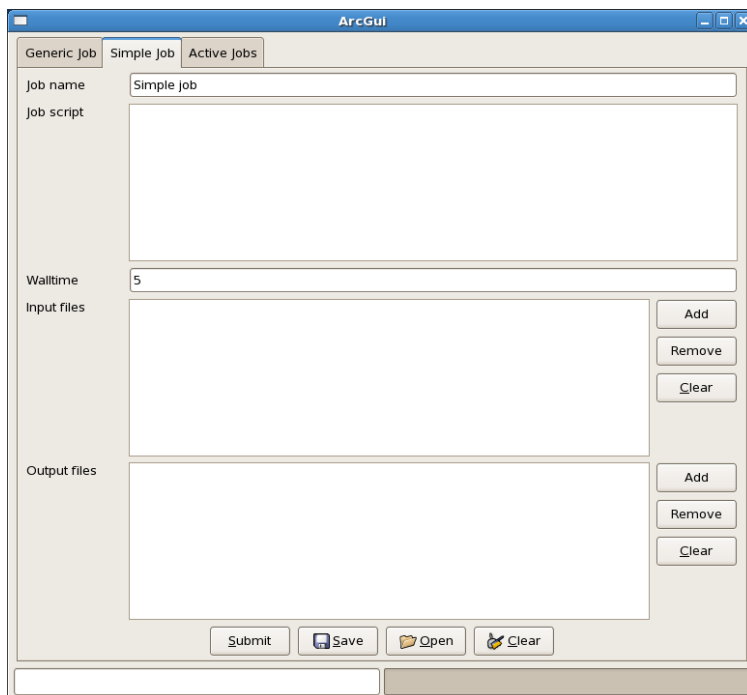 ArcGui
Generic Job Simple Job Active Jobs
Job name Simple job
Job script
Walltime 5
Input files
Add
Remove
Clear
Output files
Add
Remove
Clear
Submit Save Open Clear